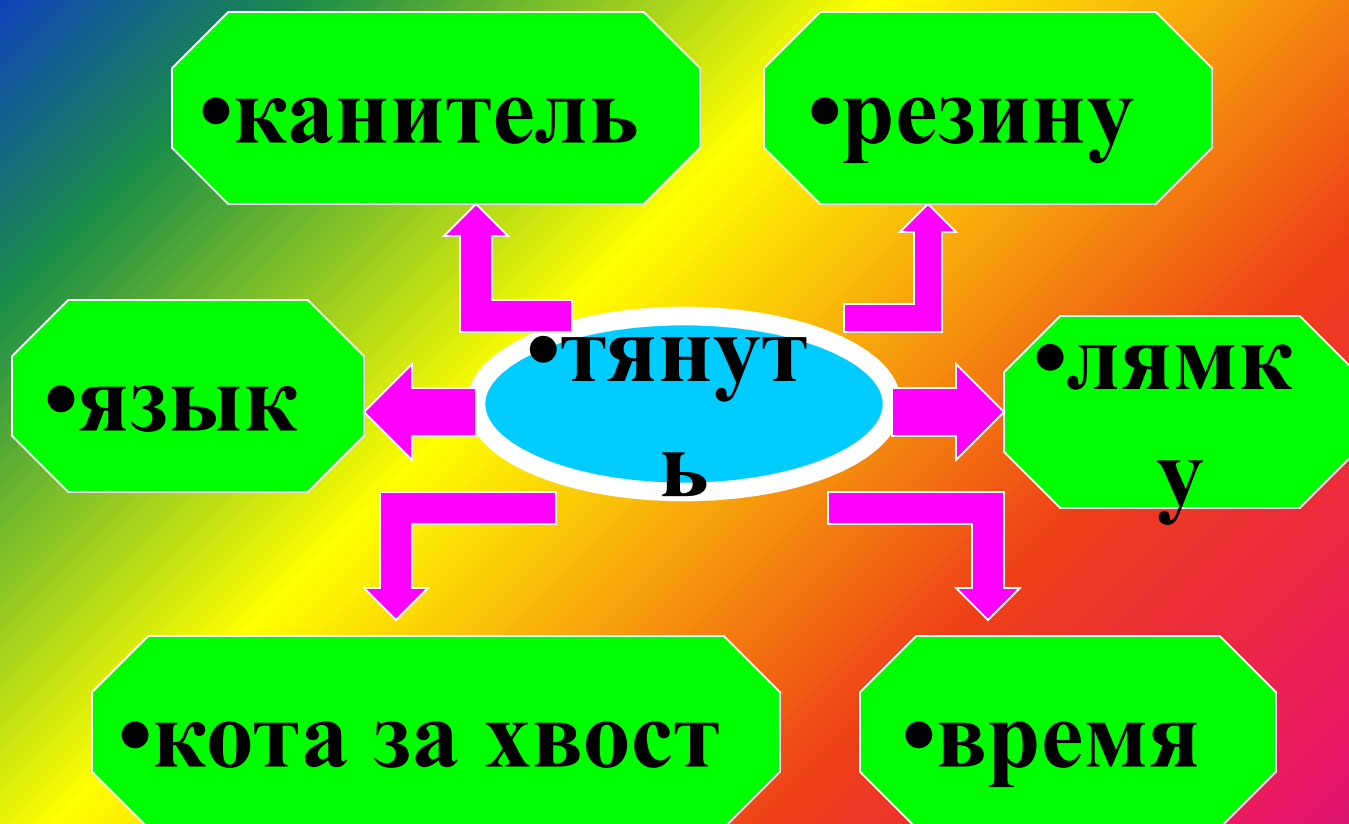 •канитель
•резину
•тянут
ь
•язык
•лямк
у
•кота за хвост
•время